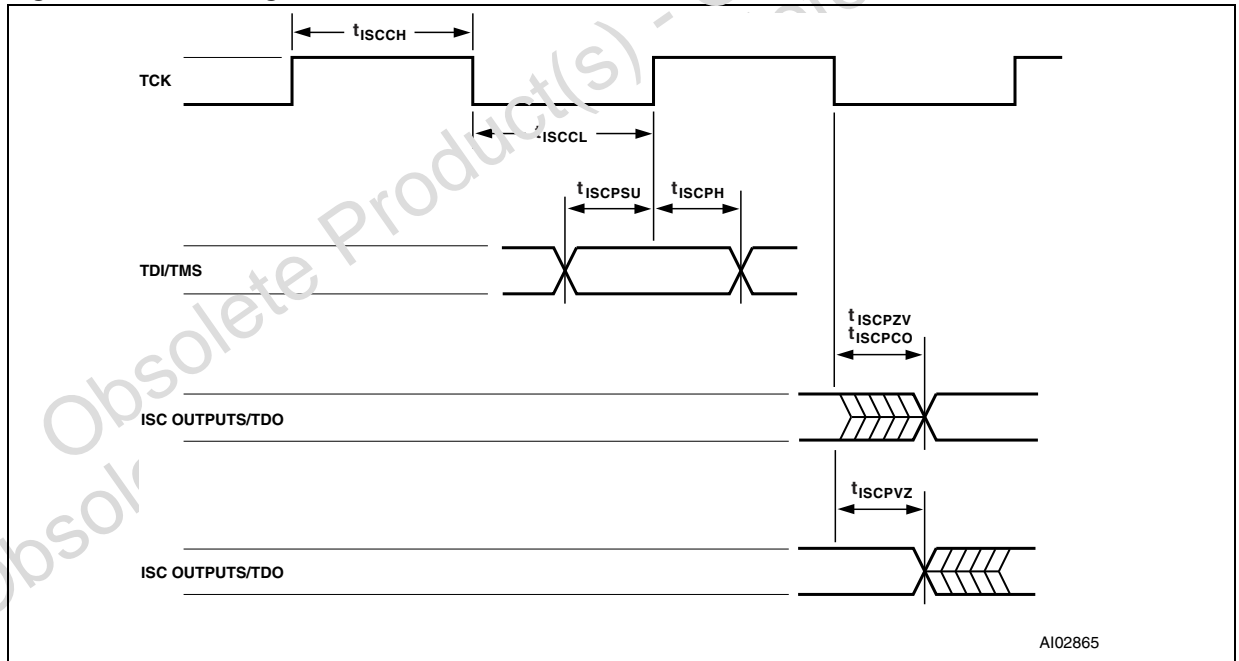 tISCCH
TCK
tISCCL
tISCPSU
tISCPH
TDI/TMS
tISCPZV
tISCPCO
ISC OUTPUTS/TDO
tISCPVZ
ISC OUTPUTS/TDO
AI02865
Obsolete Product(s) -